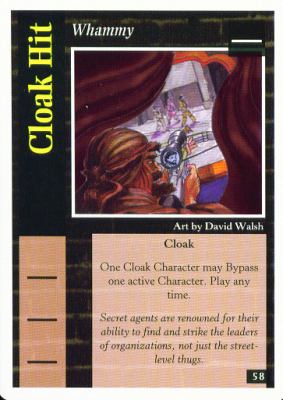 Cloak Hit
Whammy
Art by David Walsh
Cloak
One Cloak Character may Bypass
one active Character. Play any
time.
Secret agents are renowned for their
ability to find and strike the leaders
of organizations, not just the street-
level thugs.
58